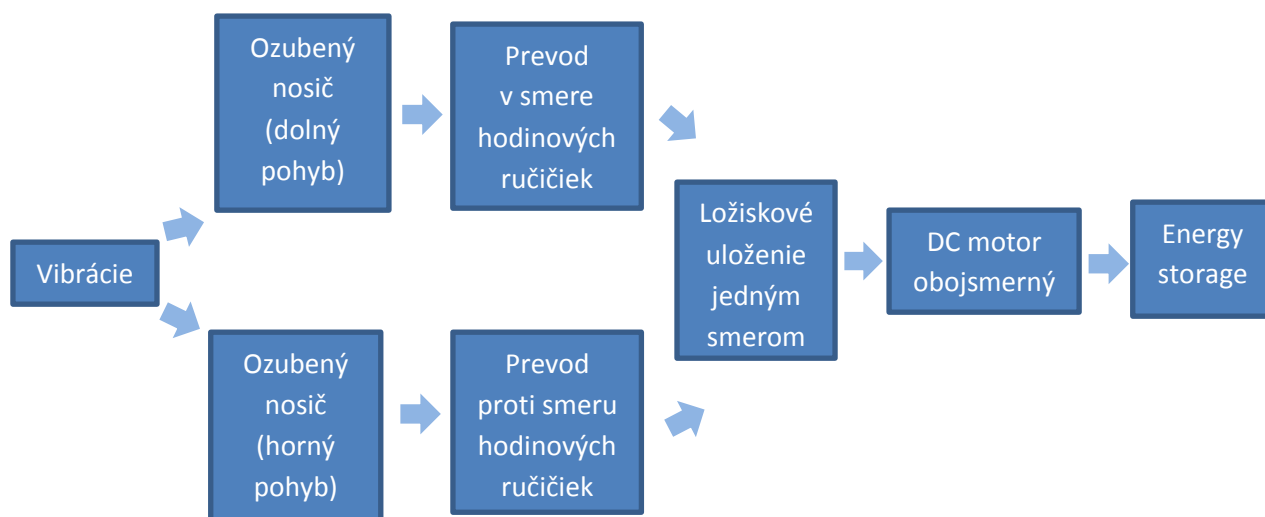 Vibrácie
Ozubený
nosič
(dolný
pohyb)
Prevod
v smere
hodinových
ručičiek
Ozubený
nosič
(horný
pohyb)
Prevod
proti smeru
hodinových
ručičiek
Ložiskové
uloženie
jedným
smerom
DC motor
obojsmerný
Energy
storage